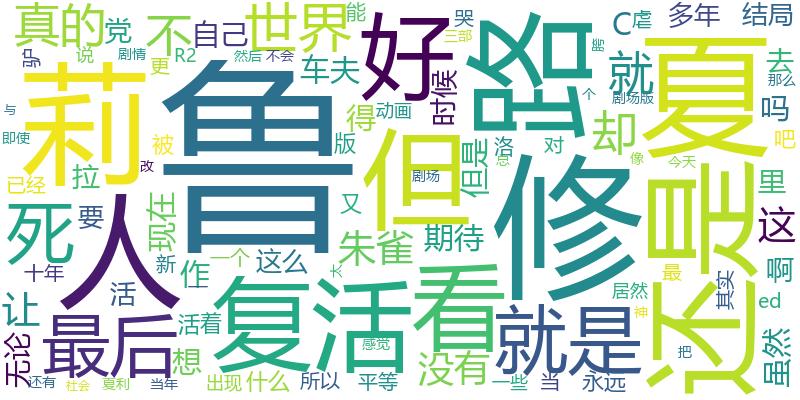 真的
党
不
自己
世界
好
路
C
虐
多年
结局
能
哭
三部
腭
驴
说
剧情
R2
然后
不会
更
车夫
时候
就
夏
去
那么
个
剧场版
与
即使
莉
鲁
被
版
得
动画
但
但是
洛
对
却
吗
吧
像
今天
改
剧场
总
已经
拉
人
修
还是
里
这
死
要
现在
又
朱雀
期待
十年
新
作
一个
这么
太
复活
看
居然
最
其实
啊
ed
让
活
活着
感觉
神
把
虽然
无论
最后
想
就是
没有
还有
社会
夏利
当年
出现
什么
所以
平等
一些
当
永远